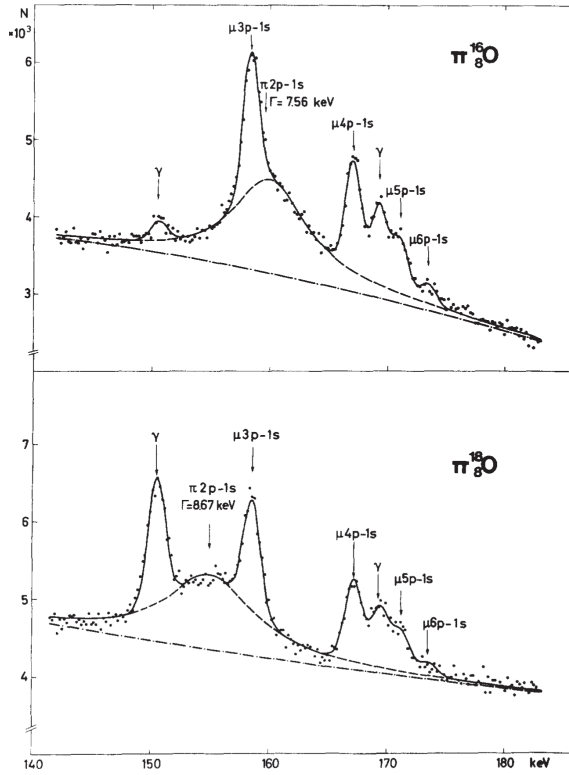 N
×10³
6
5
4
3
μ3p-1s
π2p-1s
Γ= 7.56 keV
γ
μ4p-1s
γ
μ5p-1s
μ6p-1s
π ¹⁶₈O
7
6
5
4
γ
π2p-1s
Γ=8.67 keV
μ3p-1s
μ4p-1s
γ
μ5p-1s
μ6p-1s
π ¹⁸₈O
140 150 160 170 180 keV